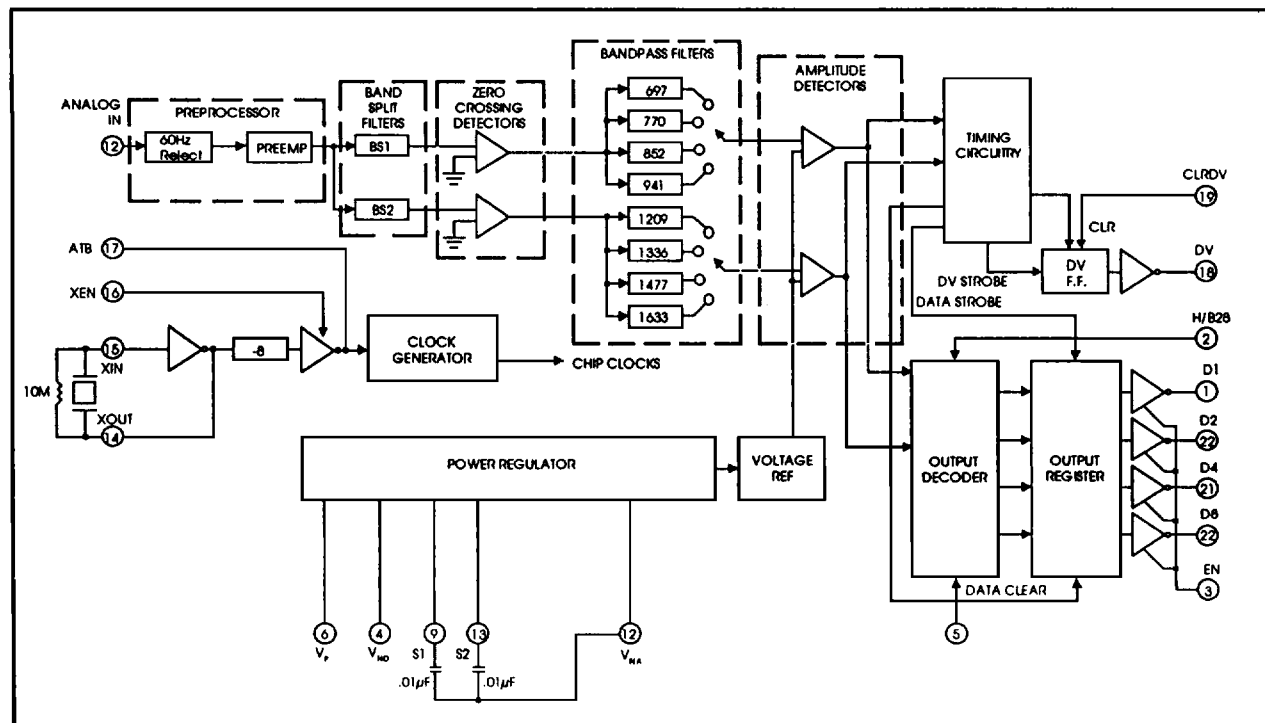 BANDPASS FILTERS
AMPLITUDE
DETECTORS
BAND
SPLIT
FILTERS
ZERO
CROSSING
DETECTORS
ANALOG
IN
PREPROCESSOR
12
60Hz
Reject
PREEMP
BS1
BS2
697
770
852
941
1209
1336
1477
1633
TIMING
CIRCUITRY
CLRDV
19
CLR
DV
F.F.
DV
18
DV STROBE
DATA STROBE
ATB
17
XEN
16
15
XIN
-8
CLOCK
GENERATOR
CHIP CLOCKS
10M
XOUT
14
H/B28
2
D1
1
D2
22
D4
21
D8
22
EN
3
OUTPUT
DECODER
OUTPUT
REGISTER
POWER REGULATOR
VOLTAGE
REF
DATA CLEAR
5
6
VP
4
VND
9
S1
13
S2
12
VNA
.01µF
.01µF